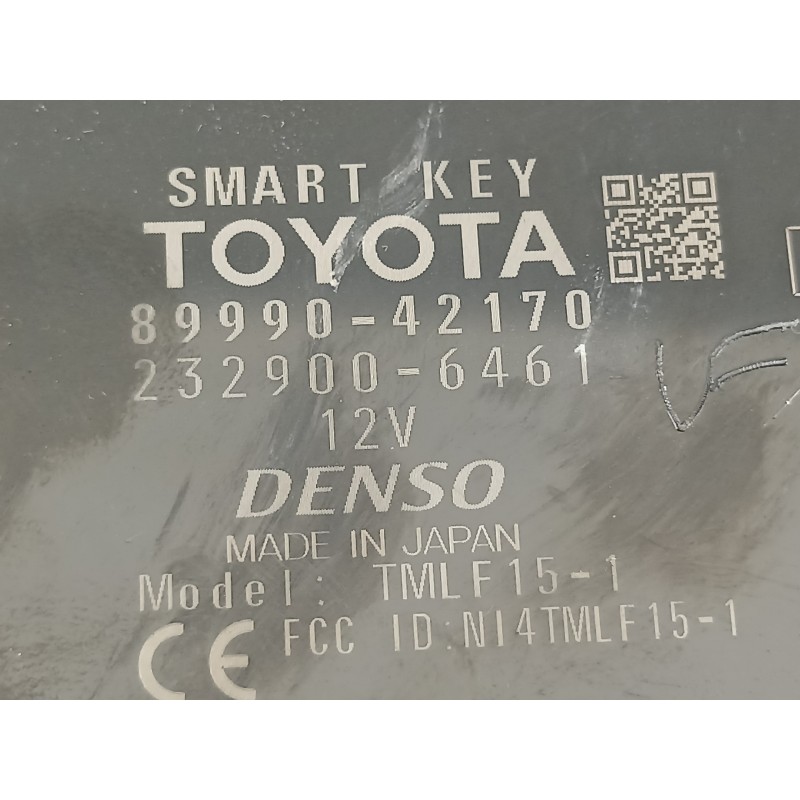 SMART KEY
TOYOTA
89990-42170
232900-6461
12V
DENSO
MADE IN JAPAN
Model: TMLF15-1
CE FCC ID:NI4TMLF15-1